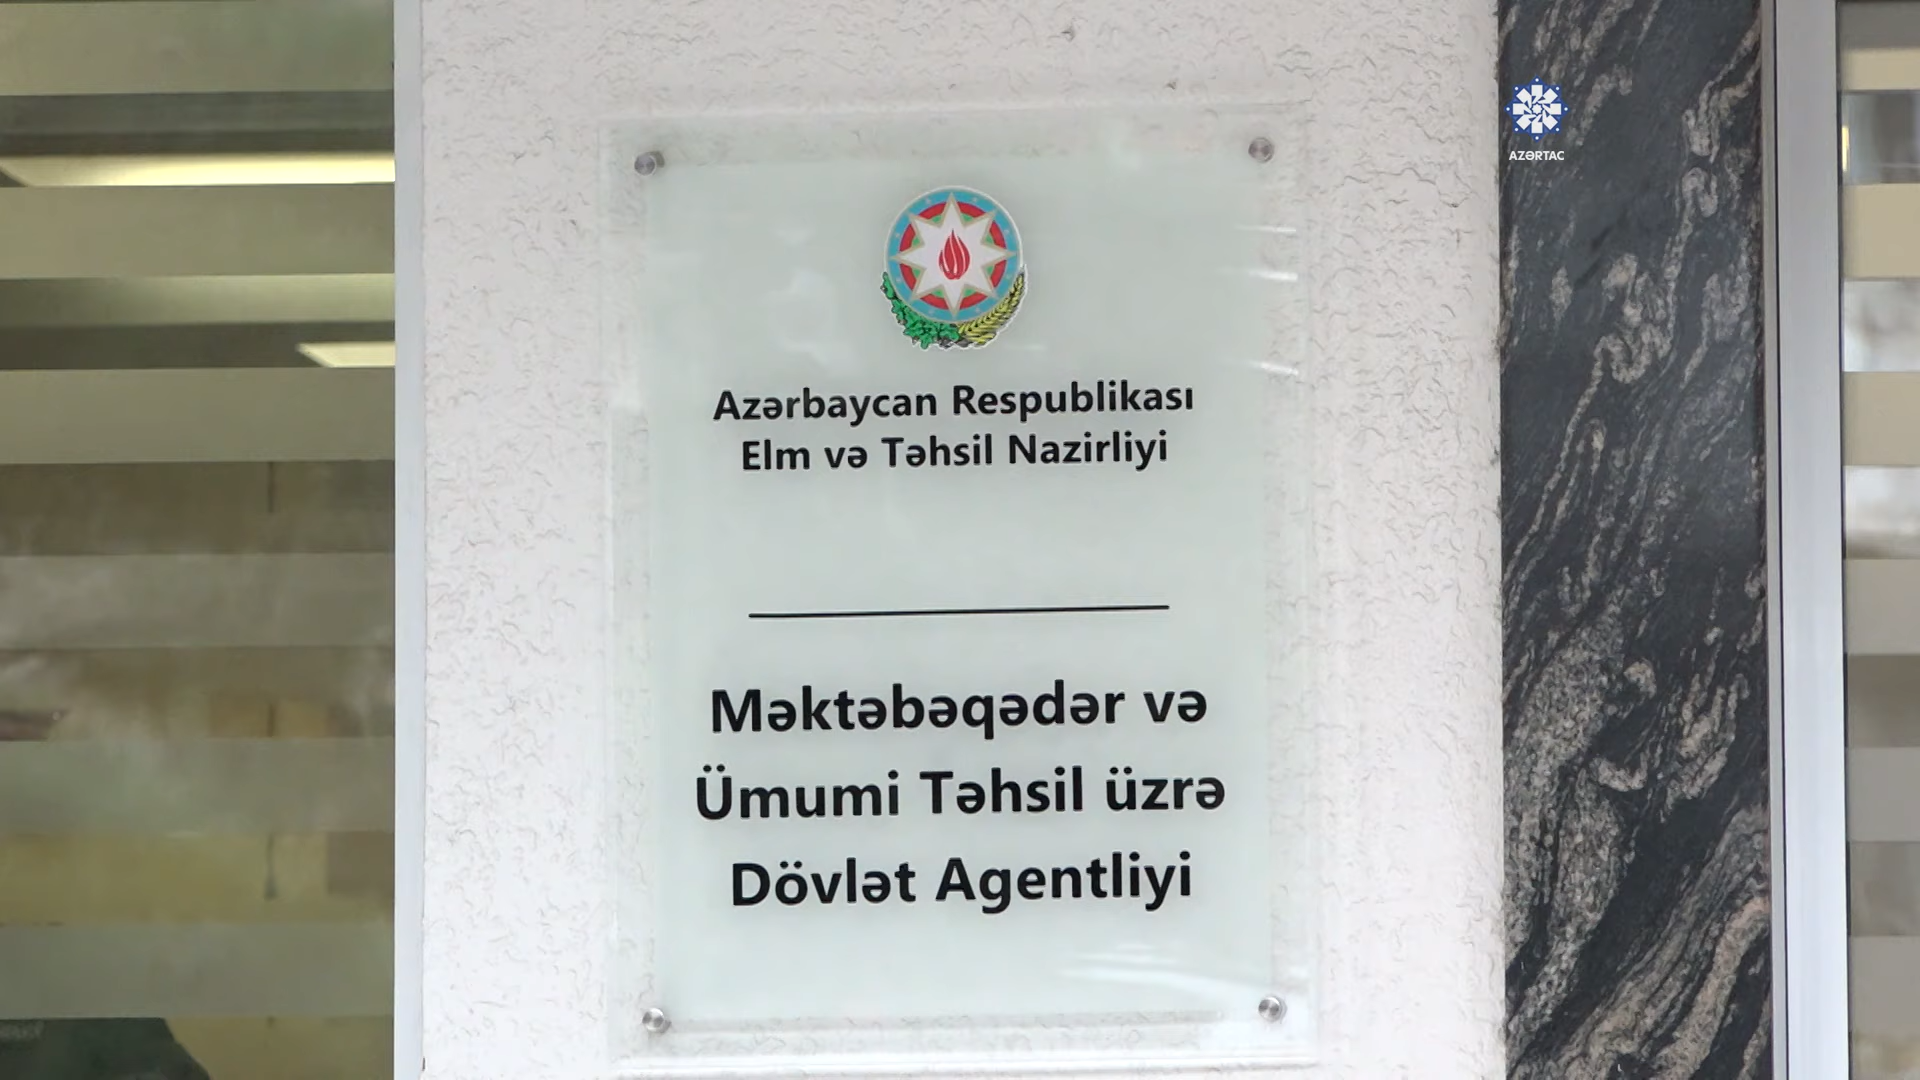 AZƏRTAC
Azərbaycan Respublikası
Elm və Təhsil Nazirliyi
Məktəbəqədər və
Ümumi Təhsil üzrə
Dövlət Agentliyi